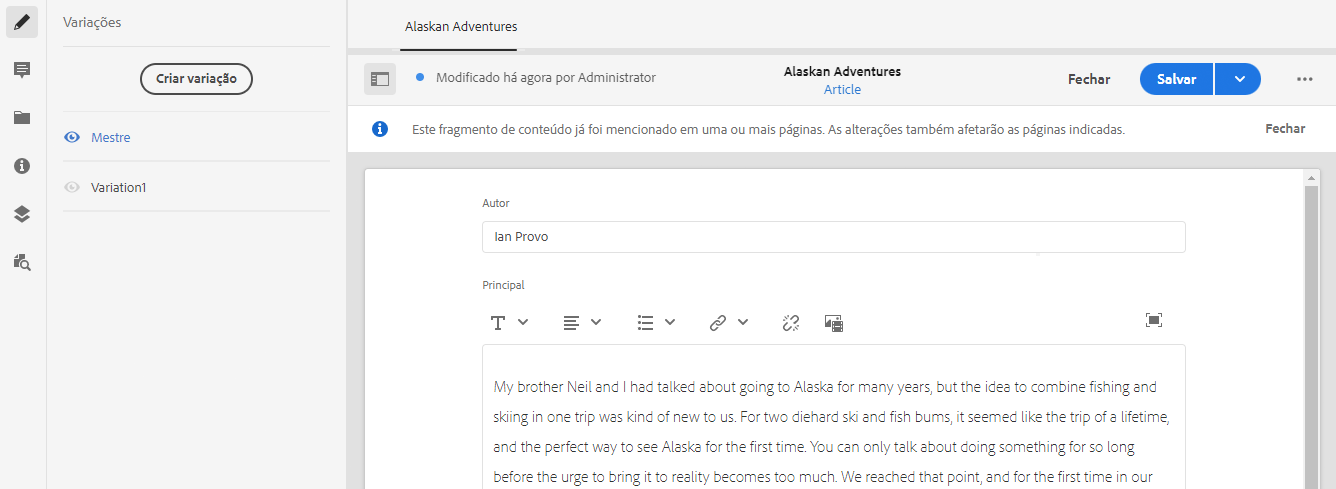 Variações
Criar variação
Mestre
Variation1
Alaskan Adventures
Modificado há agora por Administrator
Alaskan Adventures
Article
Fechar
Salvar
Este fragmento de conteúdo já foi mencionado em uma ou mais páginas. As alterações também afetarão as páginas indicadas.
Fechar
Autor
Ian Provo
Principal
My brother Neil and I had talked about going to Alaska for many years, but the idea to combine fishing and
skiing in one trip was kind of new to us. For two diehard ski and fish bums, it seemed like the trip of a lifetime,
and the perfect way to see Alaska for the first time. You can only talk about doing something for so long
before the urge to bring it to reality becomes too much. We reached that point, and for the first time in our